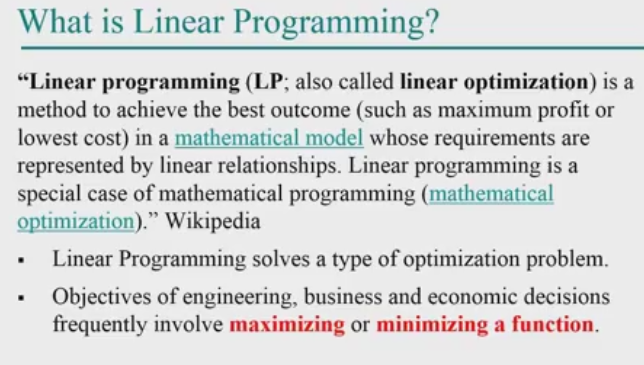 What is Linear Programming?
“Linear programming (LP; also called linear optimization) is a
method to achieve the best outcome (such as maximum profit or
lowest cost) in a mathematical model whose requirements are
represented by linear relationships. Linear programming is a
special case of mathematical programming (mathematical
optimization).” Wikipedia
▪ Linear Programming solves a type of optimization problem.
▪ Objectives of engineering, business and economic decisions
frequently involve maximizing or minimizing a function.